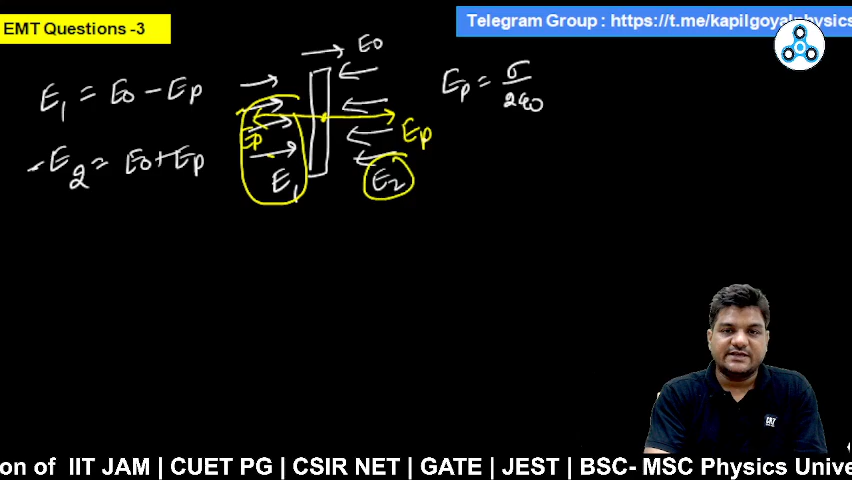 EMT Questions -3
Telegram Group : https://t.me/kapilgoyalphysics
E₁ = E₀ - Ep
-E₂ = E₀ + Ep
E₀
Ep
Ep
E₁
E₂
Ep = σ/2ε₀
on of IIT JAM | CUET PG | CSIR NET | GATE | JEST | BSC- MSC Physics Unive